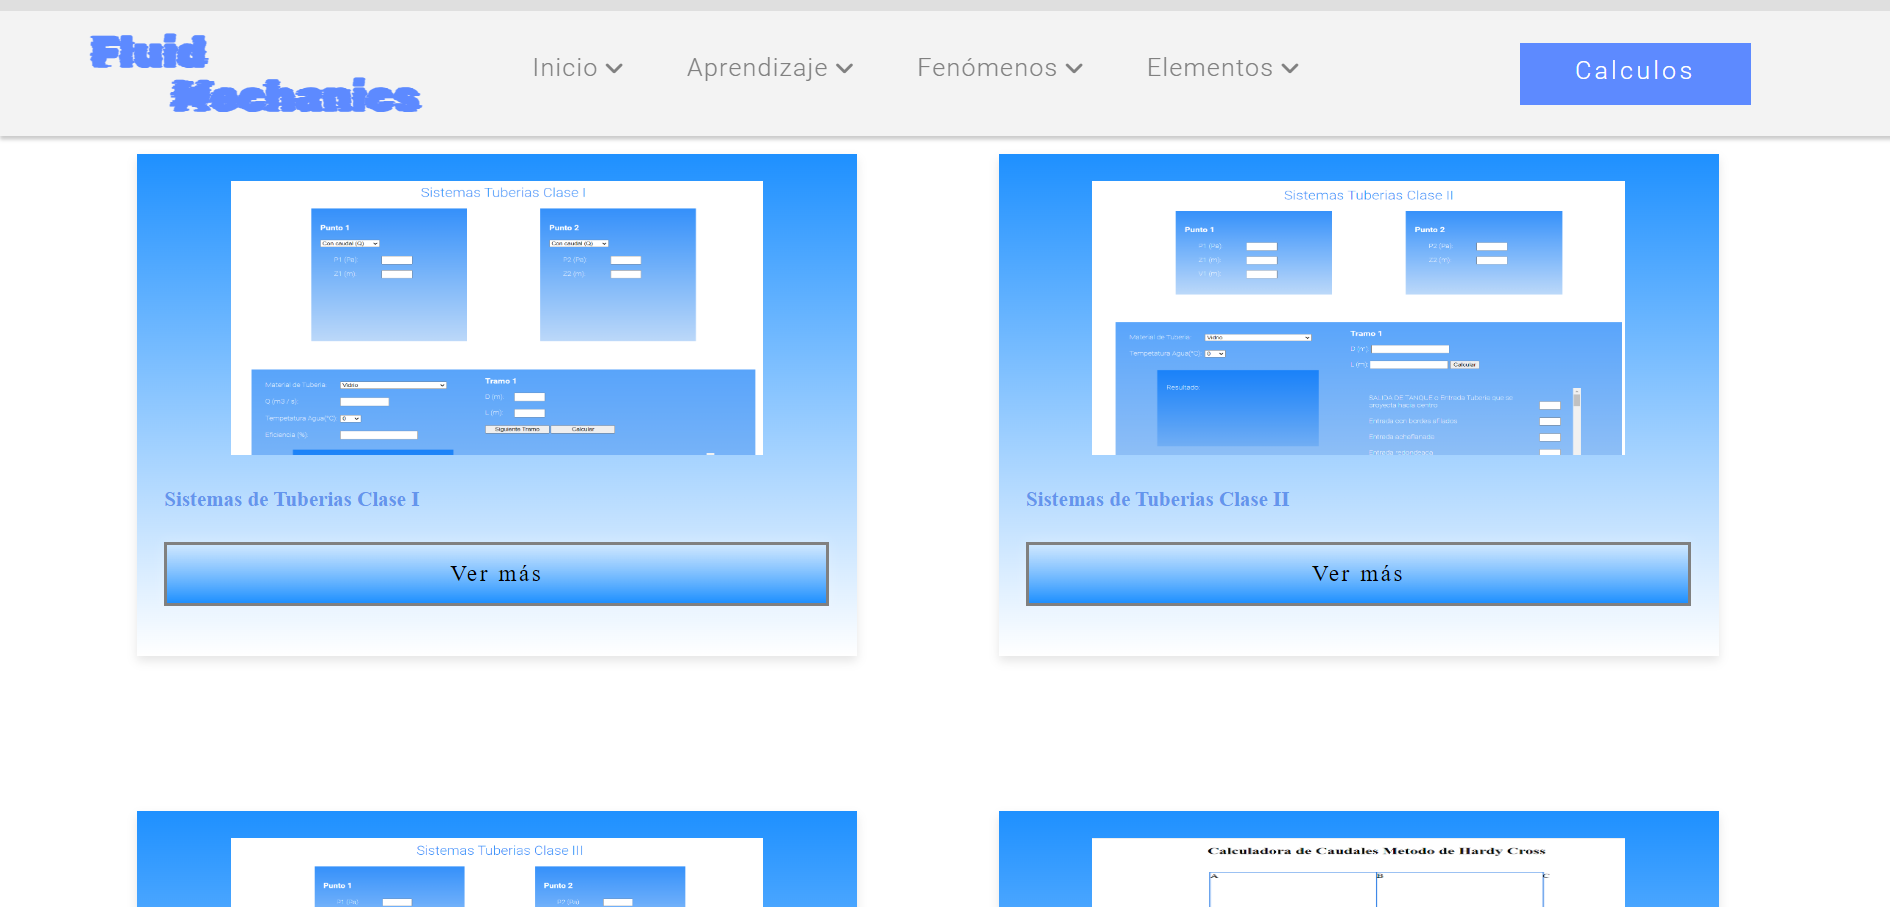 Fluid
Mechanics
Inicio
Aprendizaje
Fenómenos
Elementos
Calculos
Sistemas Tuberias Clase I
Punto 1
Con caudal (Q)
P1 (Pa):
Z1 (m):
Punto 2
Con caudal (Q)
P2 (Pa):
Z2 (m):
Material de Tuberia:
Vidrio
Q (m3 / s):
Tempetatura Agua(°C):
0
Eficiencia (%):
Tramo 1
D (m):
L (m):
Siguiente Tramo
Calcular
Sistemas de Tuberias Clase I
Ver más
Sistemas Tuberias Clase II
Punto 1
P1 (Pa):
Z1 (m):
V1 (m):
Punto 2
P2 (Pa):
Z2 (m):
Material de Tuberia:
Vidrio
Tempetatura Agua(°C):
0
Resultado:
Tramo 1
D (m):
L (m):
Calcular
SALIDA DE TANQUE o Entrada Tuberia que se
proyecta hacia dentro
Entrada con bordes afilados
Entrada achaflanada
Entrada redondeada
Sistemas de Tuberias Clase II
Ver más
Sistemas Tuberias Clase III
Punto 1
P1 (Pa):
Punto 2
P2 (Pa):
Calculadora de Caudales Metodo de Hardy Cross
A
B
C